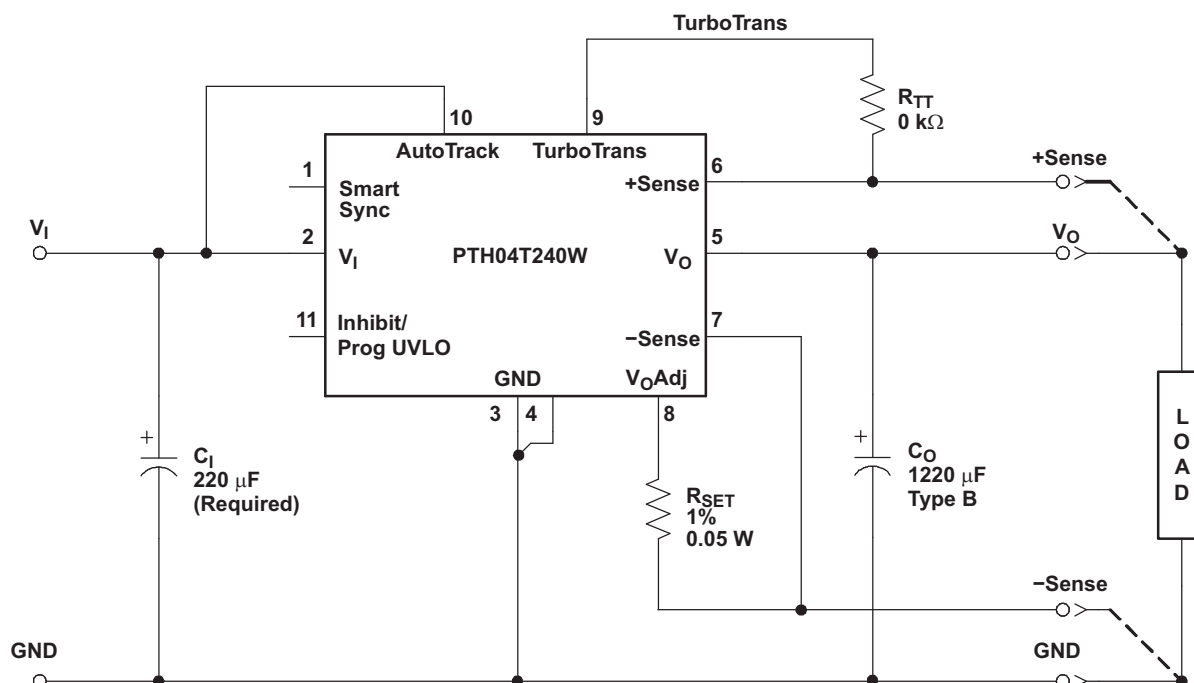 TurboTrans
R_TT
0 kΩ
10
9
AutoTrack
TurboTrans
1
Smart
Sync
+Sense
6
+Sense
V_I
2
V_I
PTH04T240W
V_O
5
V_O
11
Inhibit/
Prog UVLO
−Sense
7
GND
V_OAdj
3
4
8
+
C_I
220 μF
(Required)
R_SET
1%
0.05 W
+
C_O
1220 μF
Type B
L
O
A
D
−Sense
GND
GND